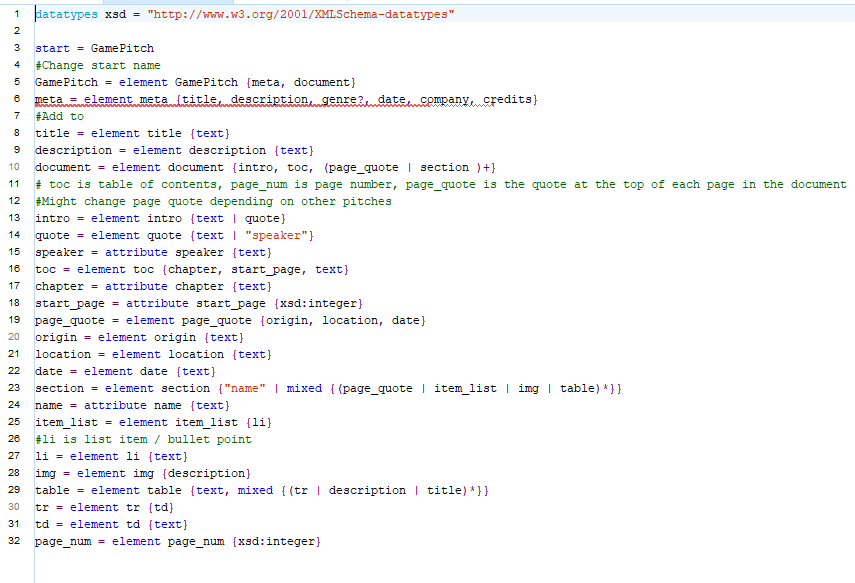 1 datatypes xsd = "http://www.w3.org/2001/XMLSchema-datatypes"
2
3 start = GamePitch
4 #Change start name
5 GamePitch = element GamePitch {meta, document}
6 meta = element meta {title, description, genre?, date, company, credits}
7 #Add to
8 title = element title {text}
9 description = element description {text}
10 document = element document {intro, toc, (page_quote | section )+}
11 # toc is table of contents, page_num is page number, page_quote is the quote at the top of each page in the document
12 #Might change page quote depending on other pitches
13 intro = element intro {text | quote}
14 quote = element quote {text | "speaker"}
15 speaker = attribute speaker {text}
16 toc = element toc {chapter, start_page, text}
17 chapter = attribute chapter {text}
18 start_page = attribute start_page {xsd:integer}
19 page_quote = element page_quote {origin, location, date}
20 origin = element origin {text}
21 location = element location {text}
22 date = element date {text}
23 section = element section {"name" | mixed {(page_quote | item_list | img | table)*}}
24 name = attribute name {text}
25 item_list = element item_list {li}
26 #li is list item / bullet point
27 li = element li {text}
28 img = element img {description}
29 table = element table {text, mixed {(tr | description | title)*}}
30 tr = element tr {td}
31 td = element td {text}
32 page_num = element page_num {xsd:integer}